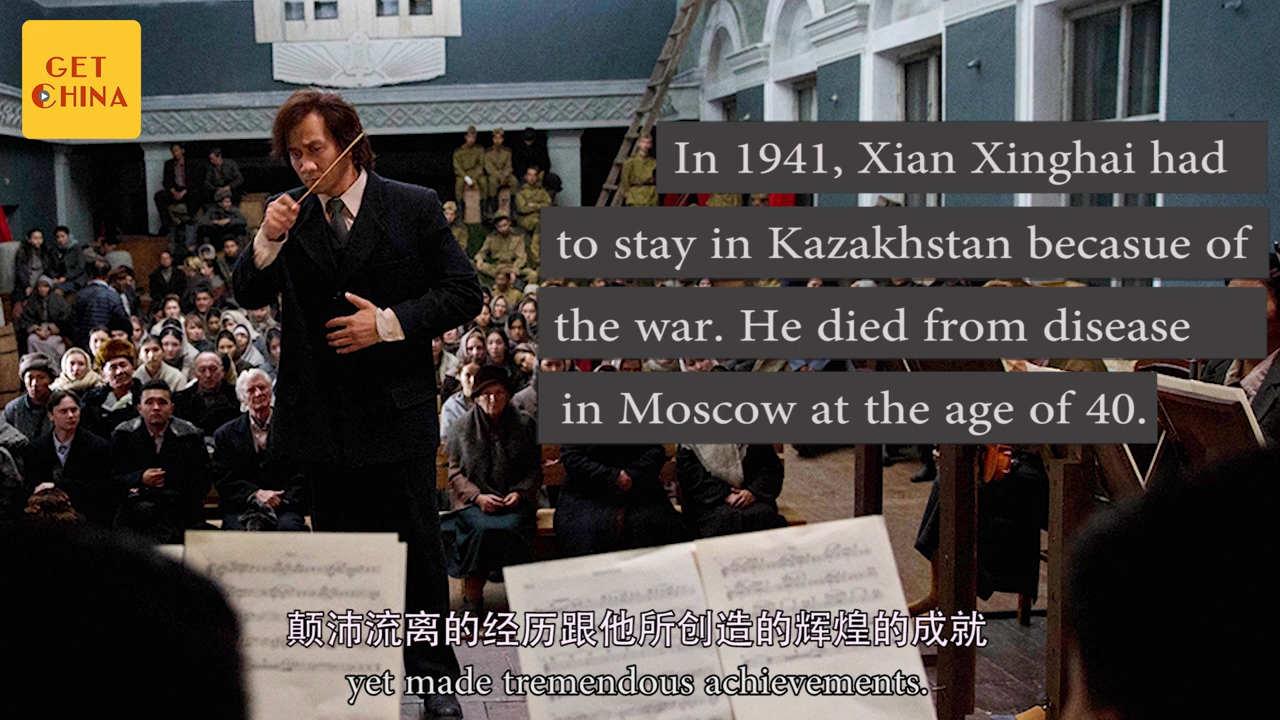 GET
CHINA
In 1941, Xian Xinghai had
to stay in Kazakhstan becasue of
the war. He died from disease
in Moscow at the age of 40.
颠沛流离的经历跟他所创造的辉煌的成就
yet made tremendous achievements.